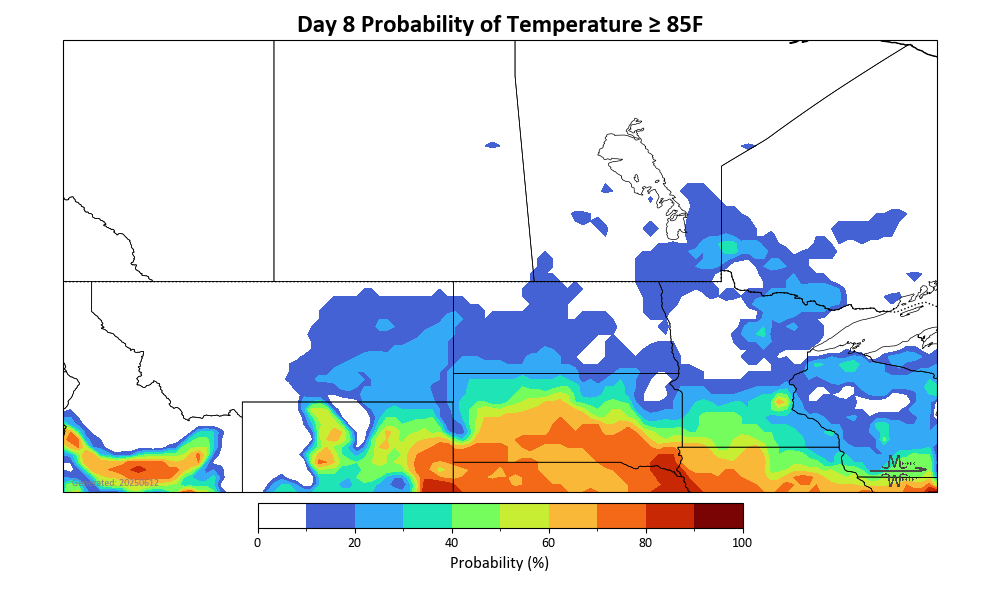 Day 8 Probability of Temperature ≥ 85F
Generated: 20250612
0 20 40 60 80 100
Probability (%)